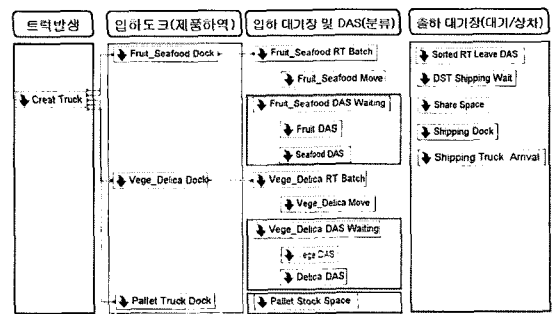 트럭발생
입하도크(제품하역)
입하 대기장 및 DAS(분류)
출하 대기장(대기/상차)
Creat Truck
Fruit_Seafood Dock
Vege_Delica Dock
Pallet Truck Dock
Fruit_Seafood RT Batch
Fruit_Seafood Move
Fruit_Seafood DAS Waiting
Fruit DAS
Seafood DAS
Vege_Delica RT Batch
Vege_Delica Move
Vege_Delica DAS Waiting
DAS
Delica DAS
Pallet Stock Space
Sorted RT Leave DAS
DST Shipping Wait
Share Space
Shipping Dock
Shipping Truck Arrival